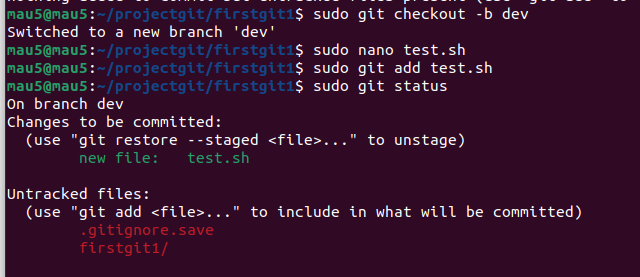 mau5@mau5:~/projectgit/firstgit1$ sudo git checkout -b dev
Switched to a new branch 'dev'
mau5@mau5:~/projectgit/firstgit1$ sudo nano test.sh
mau5@mau5:~/projectgit/firstgit1$ sudo git add test.sh
mau5@mau5:~/projectgit/firstgit1$ sudo git status
On branch dev
Changes to be committed:
  (use "git restore --staged <file>..." to unstage)
        new file:   test.sh

Untracked files:
  (use "git add <file>..." to include in what will be committed)
        .gitignore.save
        firstgit1/